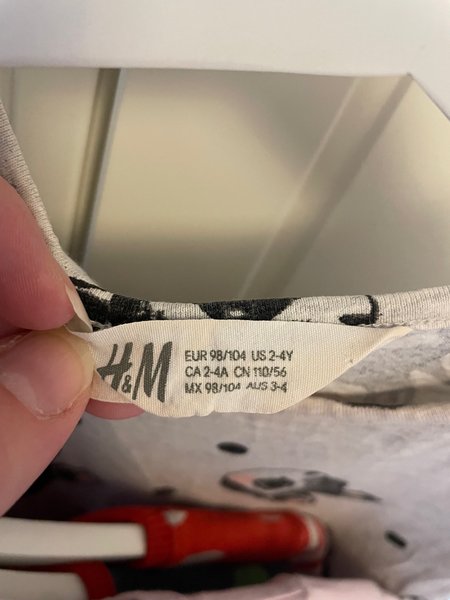 H&M
EUR 98/104 US 2-4Y
CA 2-4A CN 110/56
MX 98/104 AUS 3-4